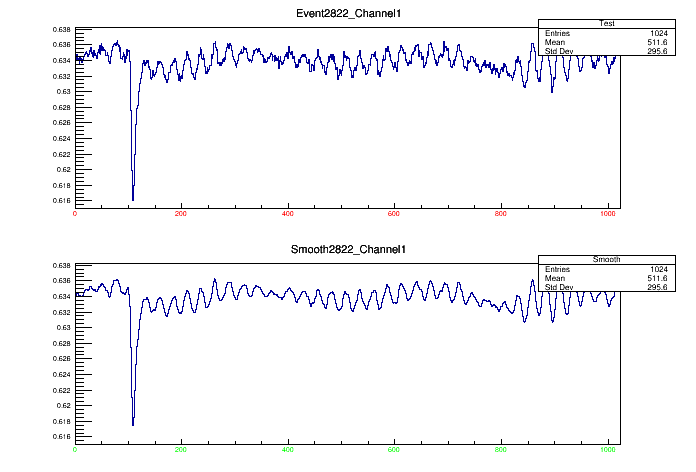 Event2822_Channel1
Test
Entries 1024
Mean 511.6
Std Dev 295.6
0.638
0.636
0.634
0.632
0.63
0.628
0.626
0.624
0.622
0.62
0.618
0.616
0 200 400 600 800 1000
Smooth2822_Channel1
Smooth
Entries 1024
Mean 511.6
Std Dev 295.6
0.638
0.636
0.634
0.632
0.63
0.628
0.626
0.624
0.622
0.62
0.618
0.616
0 200 400 600 800 1000